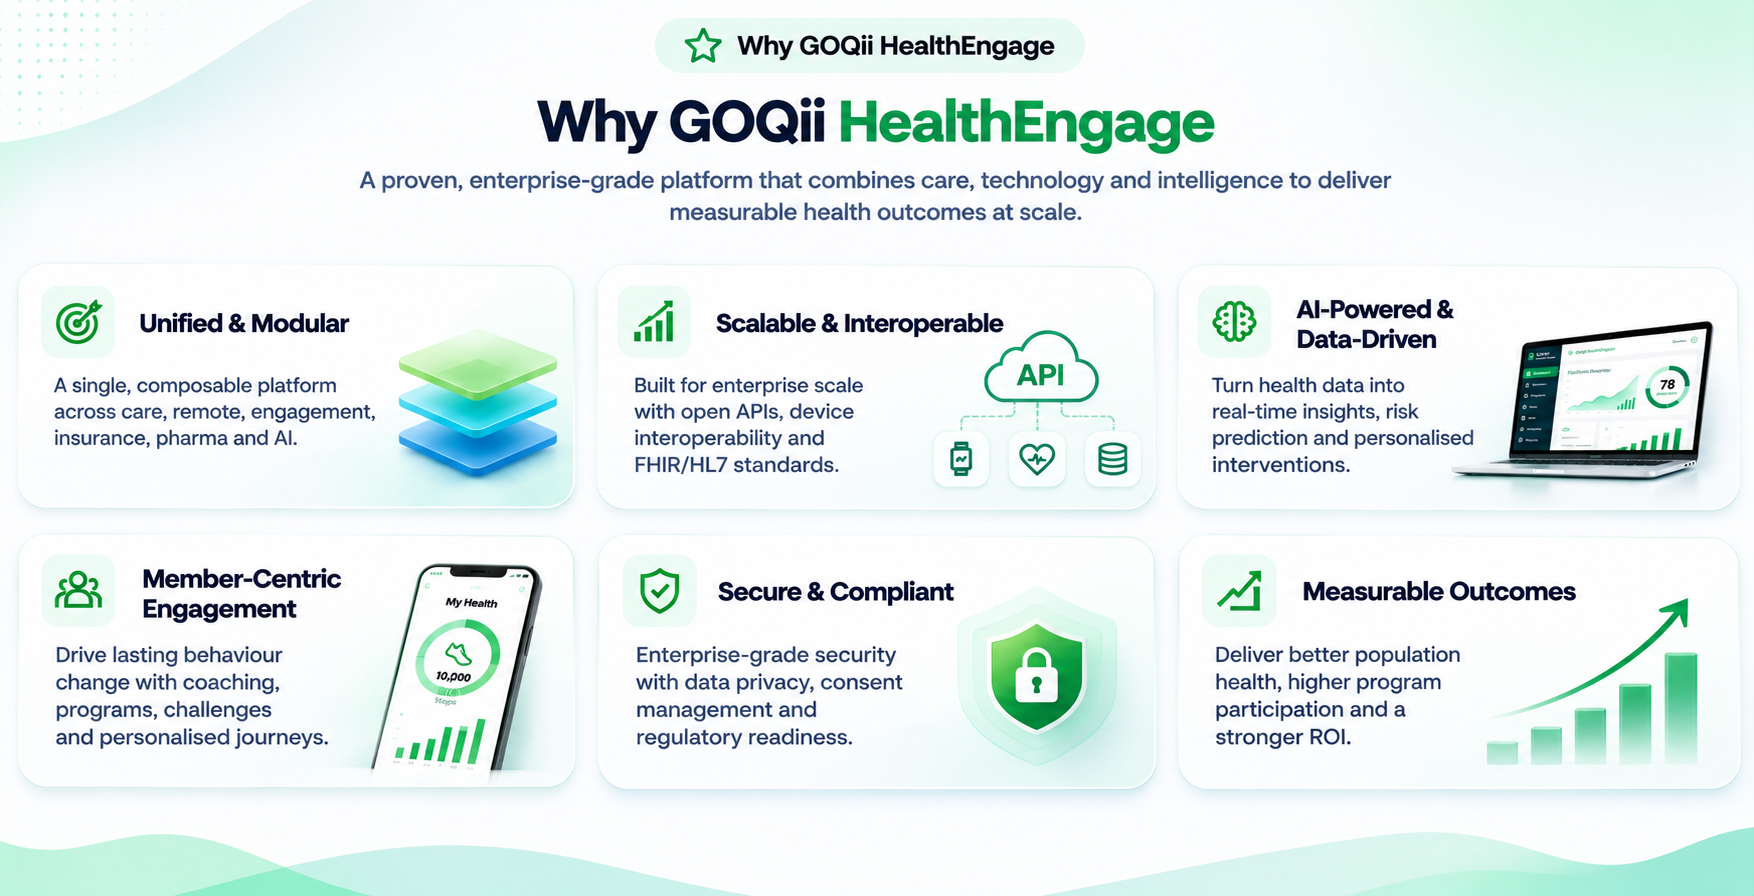 Why GOQii HealthEngage
Why GOQii HealthEngage
A proven, enterprise-grade platform that combines care, technology and intelligence to deliver
measurable health outcomes at scale.
Unified & Modular
A single, composable platform
across care, remote, engagement,
insurance, pharma and AI.
Scalable & Interoperable
Built for enterprise scale
with open APIs, device
interoperability and
FHIR/HL7 standards.
API
AI-Powered &
Data-Driven
Turn health data into
real-time insights, risk
prediction and personalised
interventions.
78
Member-Centric
Engagement
Drive lasting behaviour
change with coaching,
programs, challenges
and personalised journeys.
My Health
10,000
Steps
Secure & Compliant
Enterprise-grade security
with data privacy, consent
management and
regulatory readiness.
Measurable Outcomes
Deliver better population
health, higher program
participation and a
stronger ROI.